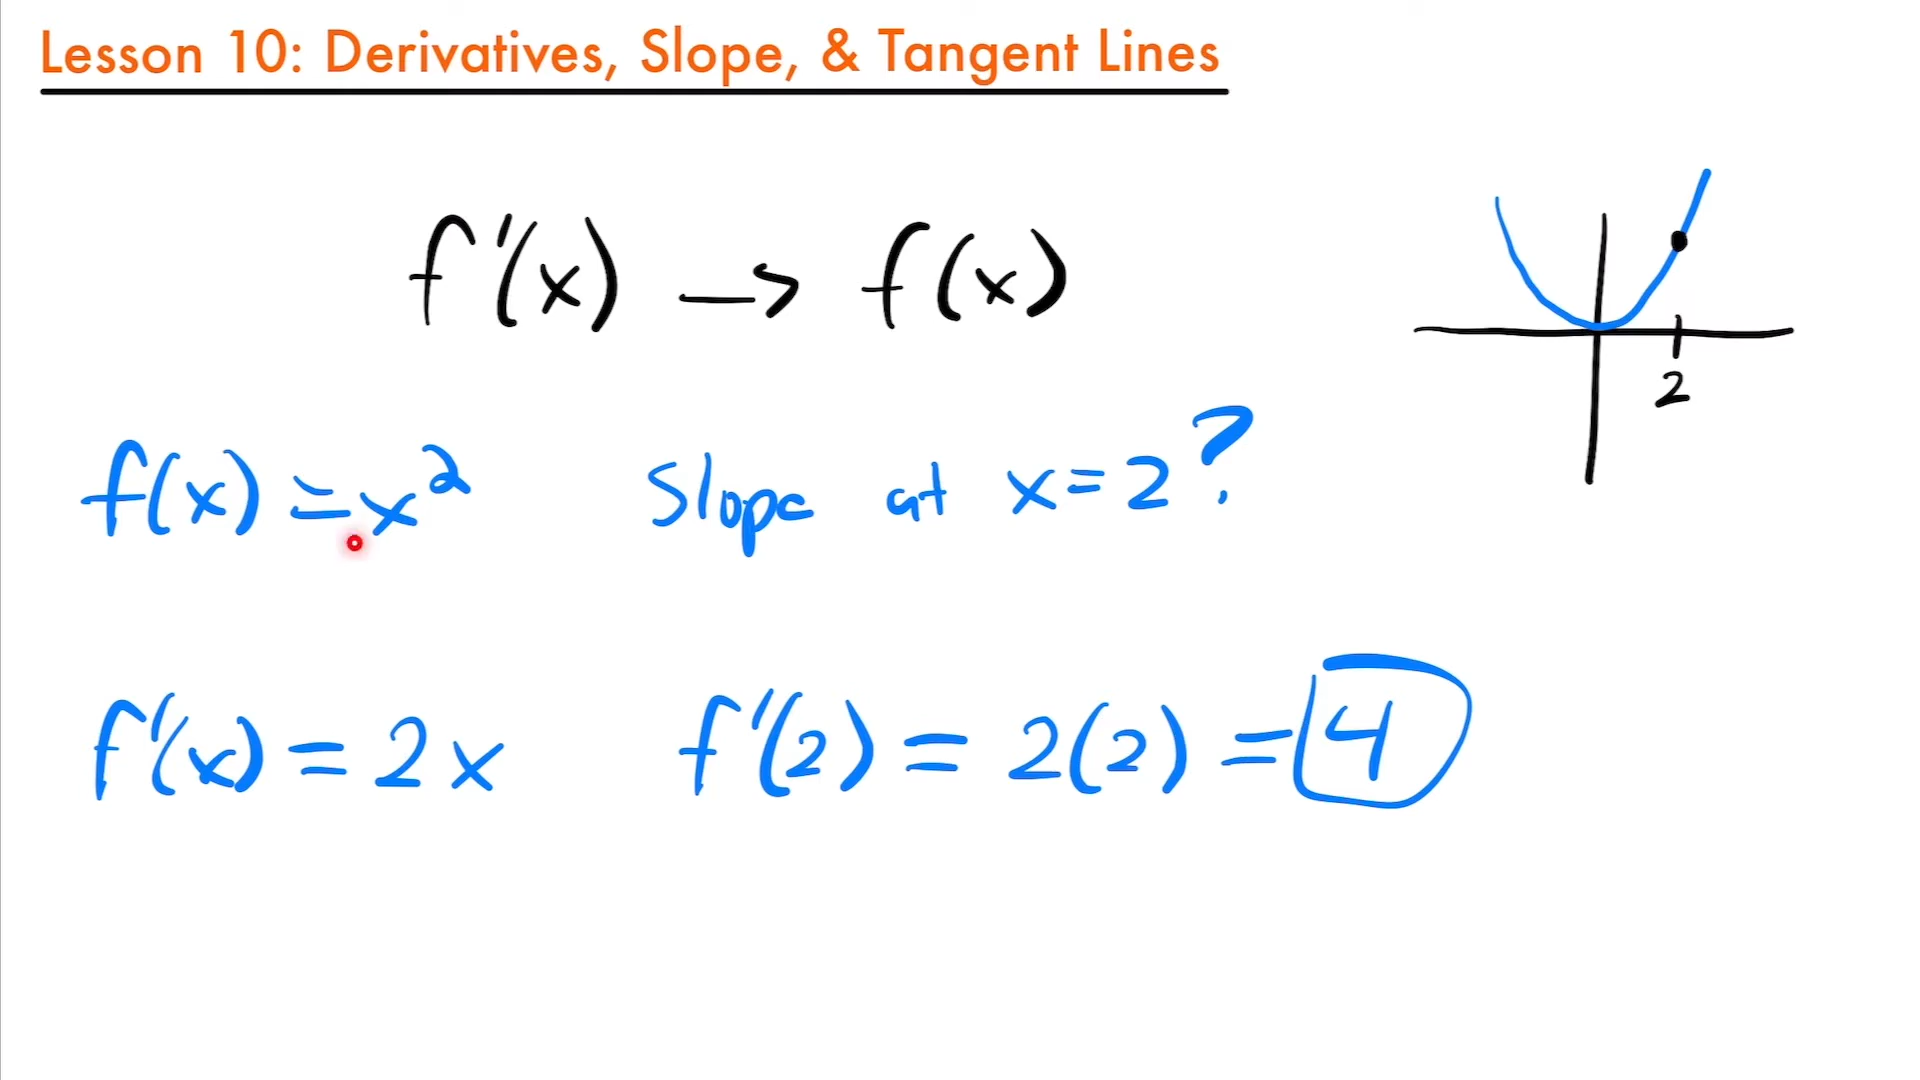 Lesson 10: Derivatives, Slope, & Tangent Lines
f'(x) → f(x)
2
f(x) = x²
Slope at x=2?
f'(x) = 2x
f'(2) = 2(2) = 4